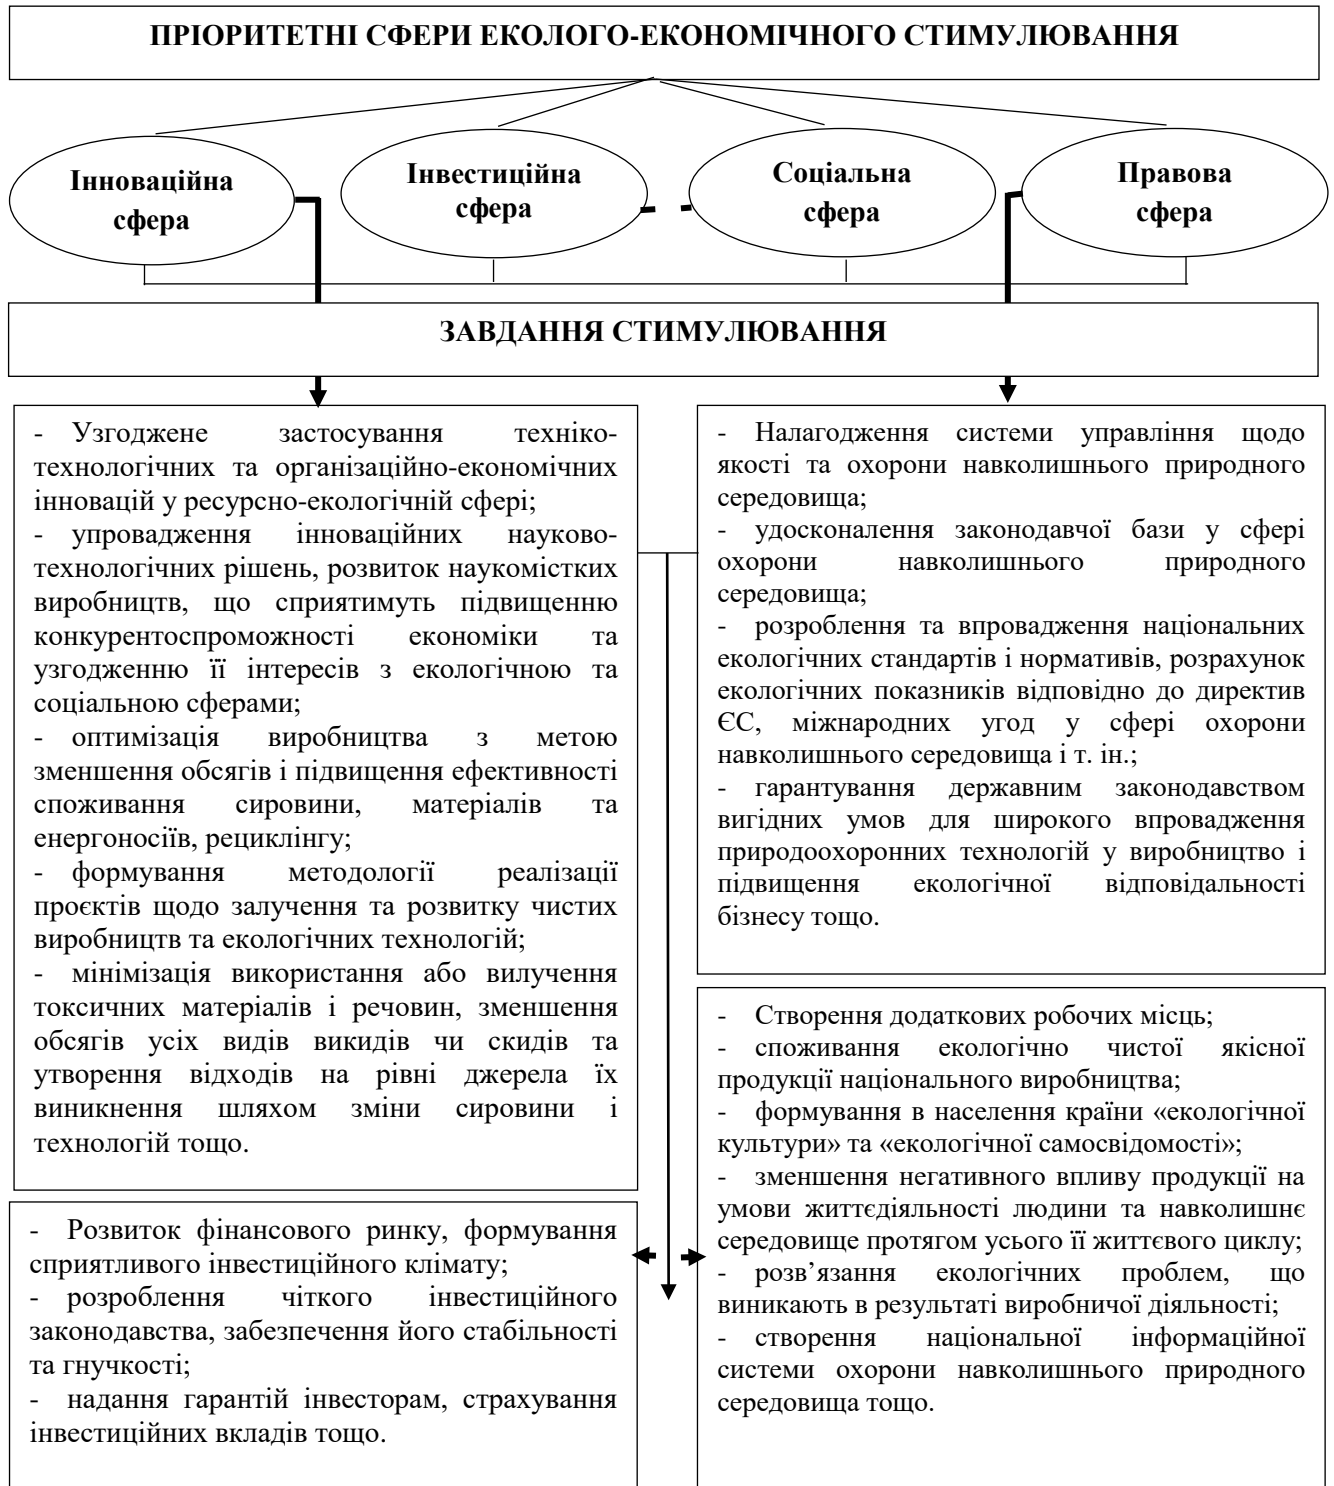 ПРІОРИТЕТНІ СФЕРИ ЕКОЛОГО-ЕКОНОМІЧНОГО СТИМУЛЮВАННЯ
Інноваційна
сфера
Інвестиційна
сфера
Соціальна
сфера
Правова
сфера
ЗАВДАННЯ СТИМУЛЮВАННЯ
- Узгоджене застосування техніко-
технологічних та організаційно-економічних
інновацій у ресурсно-екологічній сфері;
- упровадження інноваційних науково-
технологічних рішень, розвиток наукомістких
виробництв, що сприятимуть підвищенню
конкурентоспроможності економіки та
узгодженню її інтересів з екологічною та
соціальною сферами;
- оптимізація виробництва з метою
зменшення обсягів і підвищення ефективності
споживання сировини, матеріалів та
енергоносіїв, рециклінгу;
- формування методології реалізації
проєктів щодо залучення та розвитку чистих
виробництв та екологічних технологій;
- мінімізація використання або вилучення
токсичних матеріалів і речовин, зменшення
обсягів усіх видів викидів чи скидів та
утворення відходів на рівні джерела їх
виникнення шляхом зміни сировини і
технологій тощо.
- Налагодження системи управління щодо
якості та охорони навколишнього природного
середовища;
- удосконалення законодавчої бази у сфері
охорони навколишнього природного
середовища;
- розроблення та впровадження національних
екологічних стандартів і нормативів, розрахунок
екологічних показників відповідно до директив
ЄС, міжнародних угод у сфері охорони
навколишнього середовища і т. ін.;
- гарантування державним законодавством
вигідних умов для широкого впровадження
природоохоронних технологій у виробництво і
підвищення екологічної відповідальності
бізнесу тощо.
- Розвиток фінансового ринку, формування
сприятливого інвестиційного клімату;
- розроблення чіткого інвестиційного
законодавства, забезпечення його стабільності
та гнучкості;
- надання гарантій інвесторам, страхування
інвестиційних вкладів тощо.
- Створення додаткових робочих місць;
- споживання екологічно чистої якісної
продукції національного виробництва;
- формування в населення країни «екологічної
культури» та «екологічної самосвідомості»;
- зменшення негативного впливу продукції на
умови життєдіяльності людини та навколишнє
середовище протягом усього її життєвого циклу;
- розв’язання екологічних проблем, що
виникають в результаті виробничої діяльності;
- створення національної інформаційної
системи охорони навколишнього природного
середовища тощо.